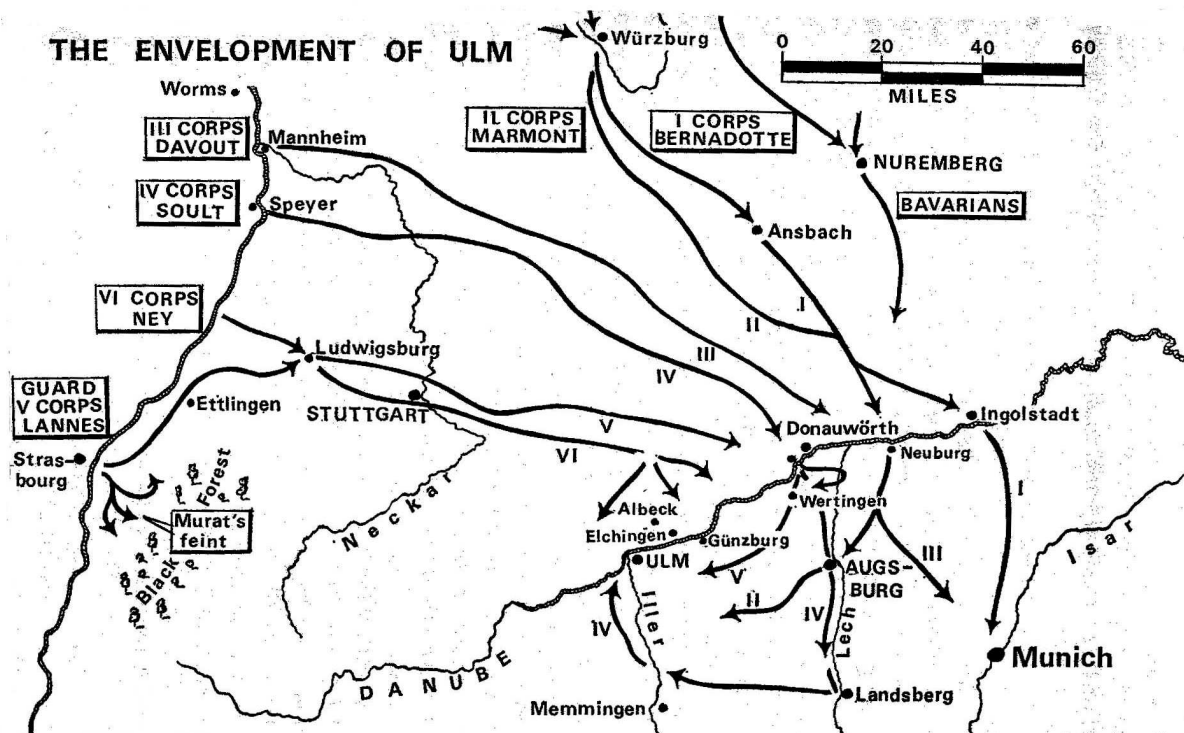 THE ENVELOPMENT OF ULM
Würzburg
0 20 40 60
MILES
Worms
III CORPS
DAVOUT
Mannheim
II CORPS
MARMONT
I CORPS
BERNADOTTE
NUREMBERG
IV CORPS
SOULT
Speyer
BAVARIANS
Ansbach
VI CORPS
NEY
I
II
III
IV
Ludwigsburg
GUARD
V CORPS
LANNES
Ettlingen
STUTTGART
V
VI
Ingolstadt
Donauwörth
Neuburg
Stras-
bourg
Black Forest
Murat's
feint
Neckar
Albeck
Elchingen
Günzburg
Wertingen
I
Isar
ULM
V
AUGS-
BURG
III
II
IV
IV
Iller
Lech
Munich
DANUBE
Memmingen
Landsberg